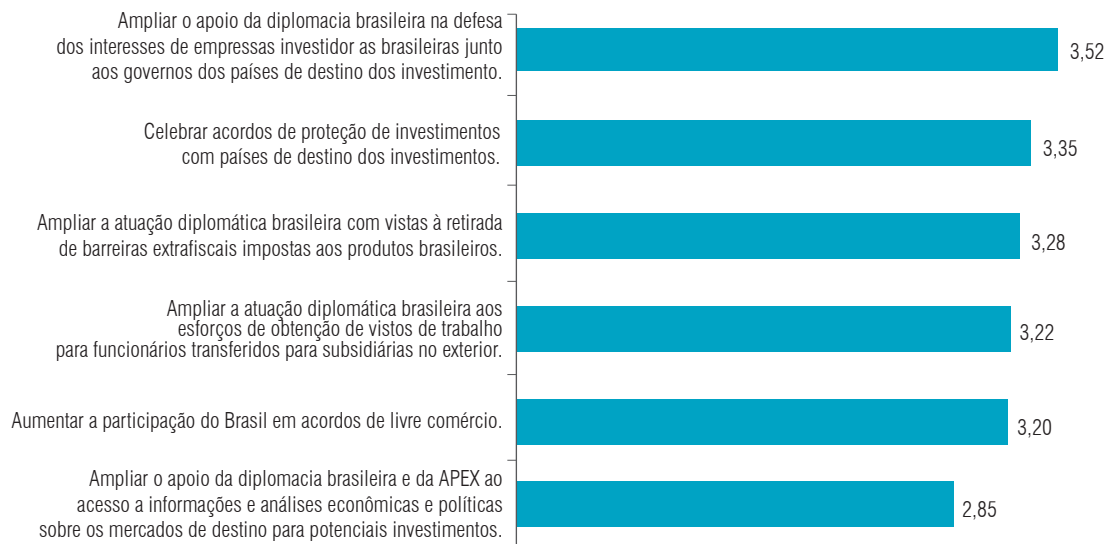 Ampliar o apoio da diplomacia brasileira na defesa
dos interesses de empressas investidor as brasileiras junto
aos governos dos países de destino dos investimento.
3,52
Celebrar acordos de proteção de investimentos
com países de destino dos investimentos.
3,35
Ampliar a atuação diplomática brasileira com vistas à retirada
de barreiras extrafiscais impostas aos produtos brasileiros.
3,28
Ampliar a atuação diplomática brasileira aos
esforços de obtenção de vistos de trabalho
para funcionários transferidos para subsidiárias no exterior.
3,22
Aumentar a participação do Brasil em acordos de livre comércio.
3,20
Ampliar o apoio da diplomacia brasileira e da APEX ao
acesso a informações e análises econômicas e políticas
sobre os mercados de destino para potenciais investimentos.
2,85